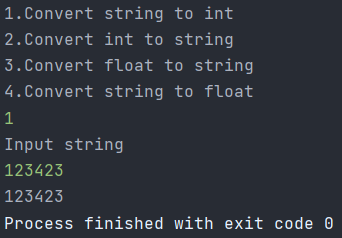 1.Convert string to int
2.Convert int to string
3.Convert float to string
4.Convert string to float
1
Input string
123423
123423
Process finished with exit code 0